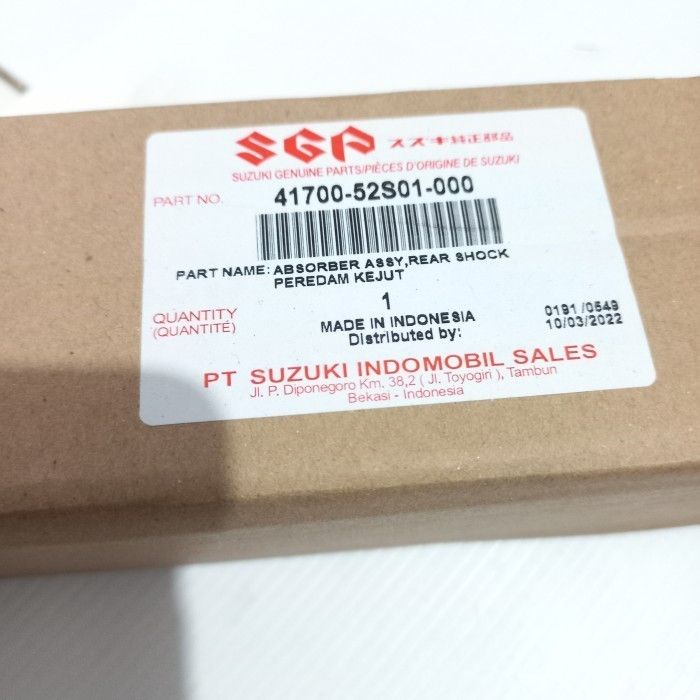 SGP スズキ純正部品
SUZUKI GENUINE PARTS/PIÈCES D'ORIGINE DE SUZUKI
PART NO. 41700-52S01-000
PART NAME: ABSORBER ASSY,REAR SHOCK
PEREDAM KEJUT
QUANTITY 1
(QUANTITÉ) MADE IN INDONESIA 0191 /0549
Distributed by: 10/03/2022
PT SUZUKI INDOMOBIL SALES
Jl. P. Diponegoro Km. 38,2 ( Jl. Toyogiri ), Tambun
Bekasi - Indonesia